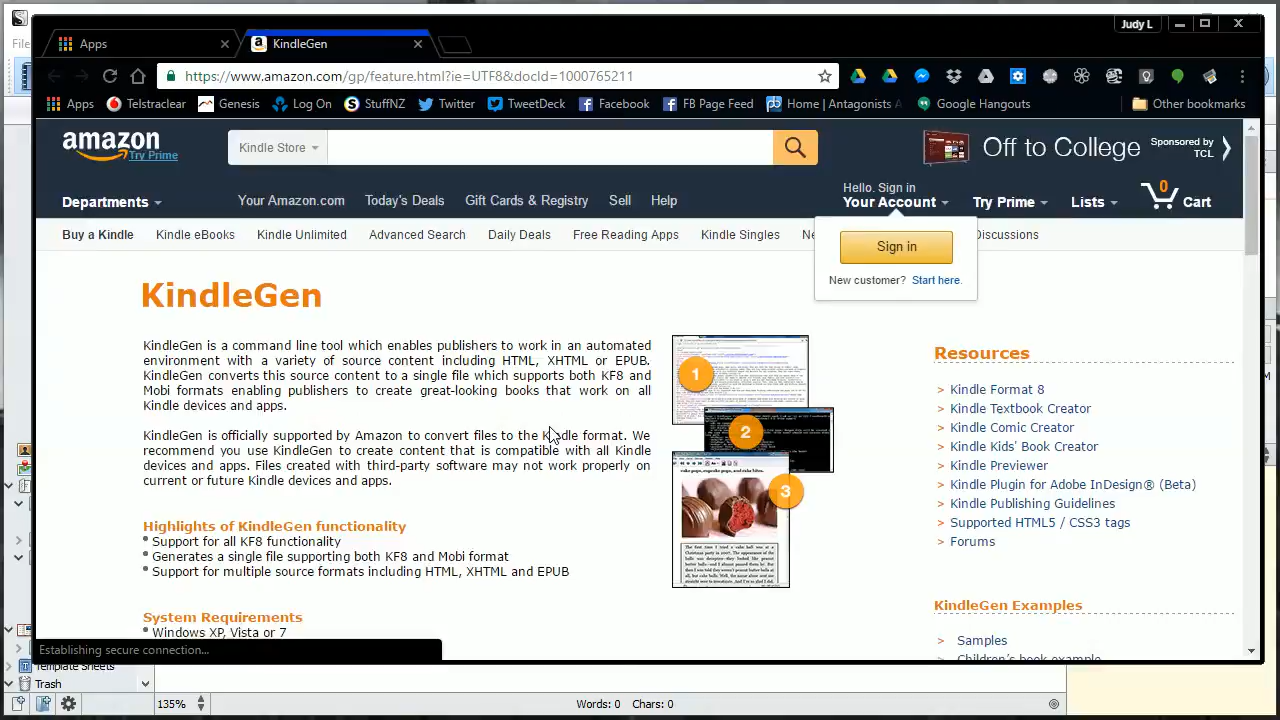 Judy L
File
Apps
KindleGen
https://www.amazon.com/gp/feature.html?ie=UTF8&docId=1000765211
Apps Telstraclear Genesis Log On StuffNZ Twitter TweetDeck Facebook FB Page Feed Home | Antagonists Google Hangouts Other bookmarks
amazon
Try Prime
Kindle Store
Off to College
Sponsored by
TCL
Departments
Your Amazon.com Today's Deals Gift Cards & Registry Sell Help
Hello. Sign in
Your Account
Try Prime
Lists
0
Cart
Buy a Kindle Kindle eBooks Kindle Unlimited Advanced Search Daily Deals Free Reading Apps Kindle Singles Discussions
Sign in
New customer? Start here.
KindleGen
KindleGen is a command line tool which enables publishers to work in an automated
environment with a variety of source content including HTML, XHTML or EPUB.
KindleGen converts this source content to a single file which supports both KF8 and
Mobi formats enabling publishers to create great-looking books that work on all
Kindle devices and apps.
KindleGen is officially supported by Amazon to convert files to the Kindle format. We
recommend you use KindleGen to create content that is compatible with all Kindle
devices and apps. Files created with third-party software may not work properly on
current or future Kindle devices and apps.
Highlights of KindleGen functionality
Support for all KF8 functionality
Generates a single file supporting both KF8 and Mobi format
Support for multiple source formats including HTML, XHTML and EPUB
System Requirements
Windows XP, Vista or 7
1
2
3
cake pops, cupcake pops, and cake bites.
Resources
> Kindle Format 8
> Kindle Textbook Creator
> Kindle Comic Creator
> Kindle Kids' Book Creator
> Kindle Previewer
> Kindle Plugin for Adobe InDesign® (Beta)
> Kindle Publishing Guidelines
> Supported HTML5 / CSS3 tags
> Forums
KindleGen Examples
> Samples
> Children's book example
Establishing secure connection...
Template Sheets
Trash
135%
Words: 0 Chars: 0